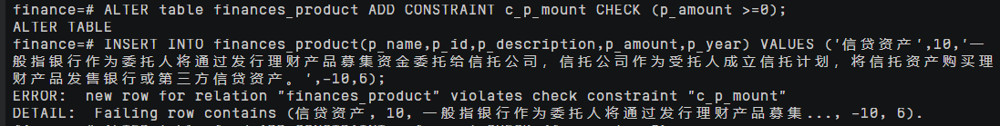 finance=# ALTER table finances_product ADD CONSTRAINT c_p_mount CHECK (p_amount >=0);
ALTER TABLE
finance=# INSERT INTO finances_product(p_name,p_id,p_description,p_amount,p_year) VALUES ('信贷资产',10,'一
般指银行作为委托人将通过发行理财产品募集资金委托给信托公司，信托公司作为受托人成立信托计划，将信托资产购买理
财产品发售银行或第三方信贷资产。',-10,6);
ERROR:  new row for relation "finances_product" violates check constraint "c_p_mount"
DETAIL:  Failing row contains (信贷资产, 10, 一般指银行作为委托人将通过发行理财产品募集..., -10, 6).